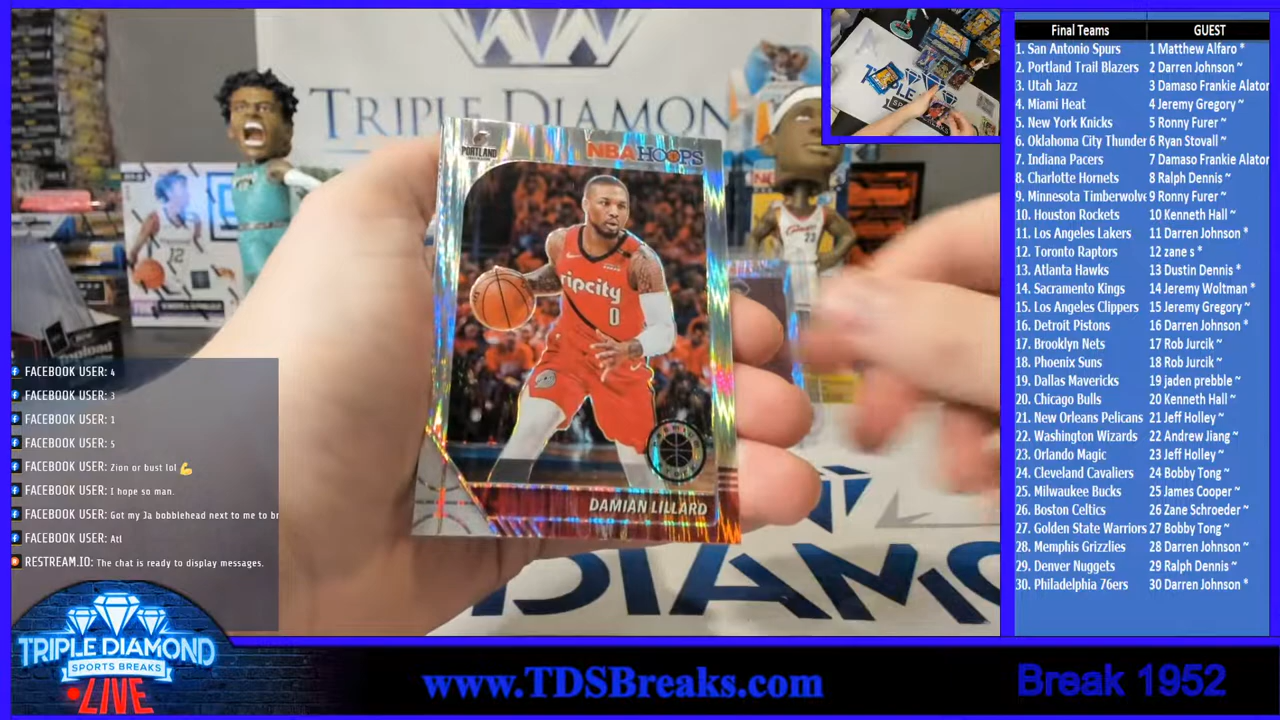 TRIPLE DIAMOND
PORTLAND
NBA HOOPS
ripcity
0
DAMIAN LILLARD
12
23
DIAM
FACEBOOK USER: 4
FACEBOOK USER: 3
FACEBOOK USER: 1
FACEBOOK USER: 5
FACEBOOK USER: Zion or bust lol 💪
FACEBOOK USER: I hope so man.
FACEBOOK USER: Got my Ja bobblehead next to me to br
FACEBOOK USER: Atl
RESTREAM.IO: The chat is ready to display messages.
TRIPLE DIAMOND
SPORTS BREAKS
LIVE
www.TDSBreaks.com
Break 1952
Final Teams GUEST
1. San Antonio Spurs 1 Matthew Alfaro *
2. Portland Trail Blazers 2 Darren Johnson ~
3. Utah Jazz 3 Damaso Frankie Alator
4. Miami Heat 4 Jeremy Gregory ~
5. New York Knicks 5 Ronny Furer ~
6. Oklahoma City Thunder 6 Ryan Stovall ~
7. Indiana Pacers 7 Damaso Frankie Alator
8. Charlotte Hornets 8 Ralph Dennis ~
9. Minnesota Timberwolve 9 Ronny Furer ~
10. Houston Rockets 10 Kenneth Hall ~
11. Los Angeles Lakers 11 Darren Johnson *
12. Toronto Raptors 12 zane s *
13. Atlanta Hawks 13 Dustin Dennis *
14. Sacramento Kings 14 Jeremy Woltman *
15. Los Angeles Clippers 15 Jeremy Gregory ~
16. Detroit Pistons 16 Darren Johnson *
17. Brooklyn Nets 17 Rob Jurcik ~
18. Phoenix Suns 18 Rob Jurcik ~
19. Dallas Mavericks 19 jaden prebble ~
20. Chicago Bulls 20 Kenneth Hall ~
21. New Orleans Pelicans 21 Jeff Holley ~
22. Washington Wizards 22 Andrew Jiang ~
23. Orlando Magic 23 Jeff Holley ~
24. Cleveland Cavaliers 24 Bobby Tong ~
25. Milwaukee Bucks 25 James Cooper ~
26. Boston Celtics 26 Zane Schroeder ~
27. Golden State Warriors 27 Bobby Tong ~
28. Memphis Grizzlies 28 Darren Johnson ~
29. Denver Nuggets 29 Ralph Dennis ~
30. Philadelphia 76ers 30 Darren Johnson *